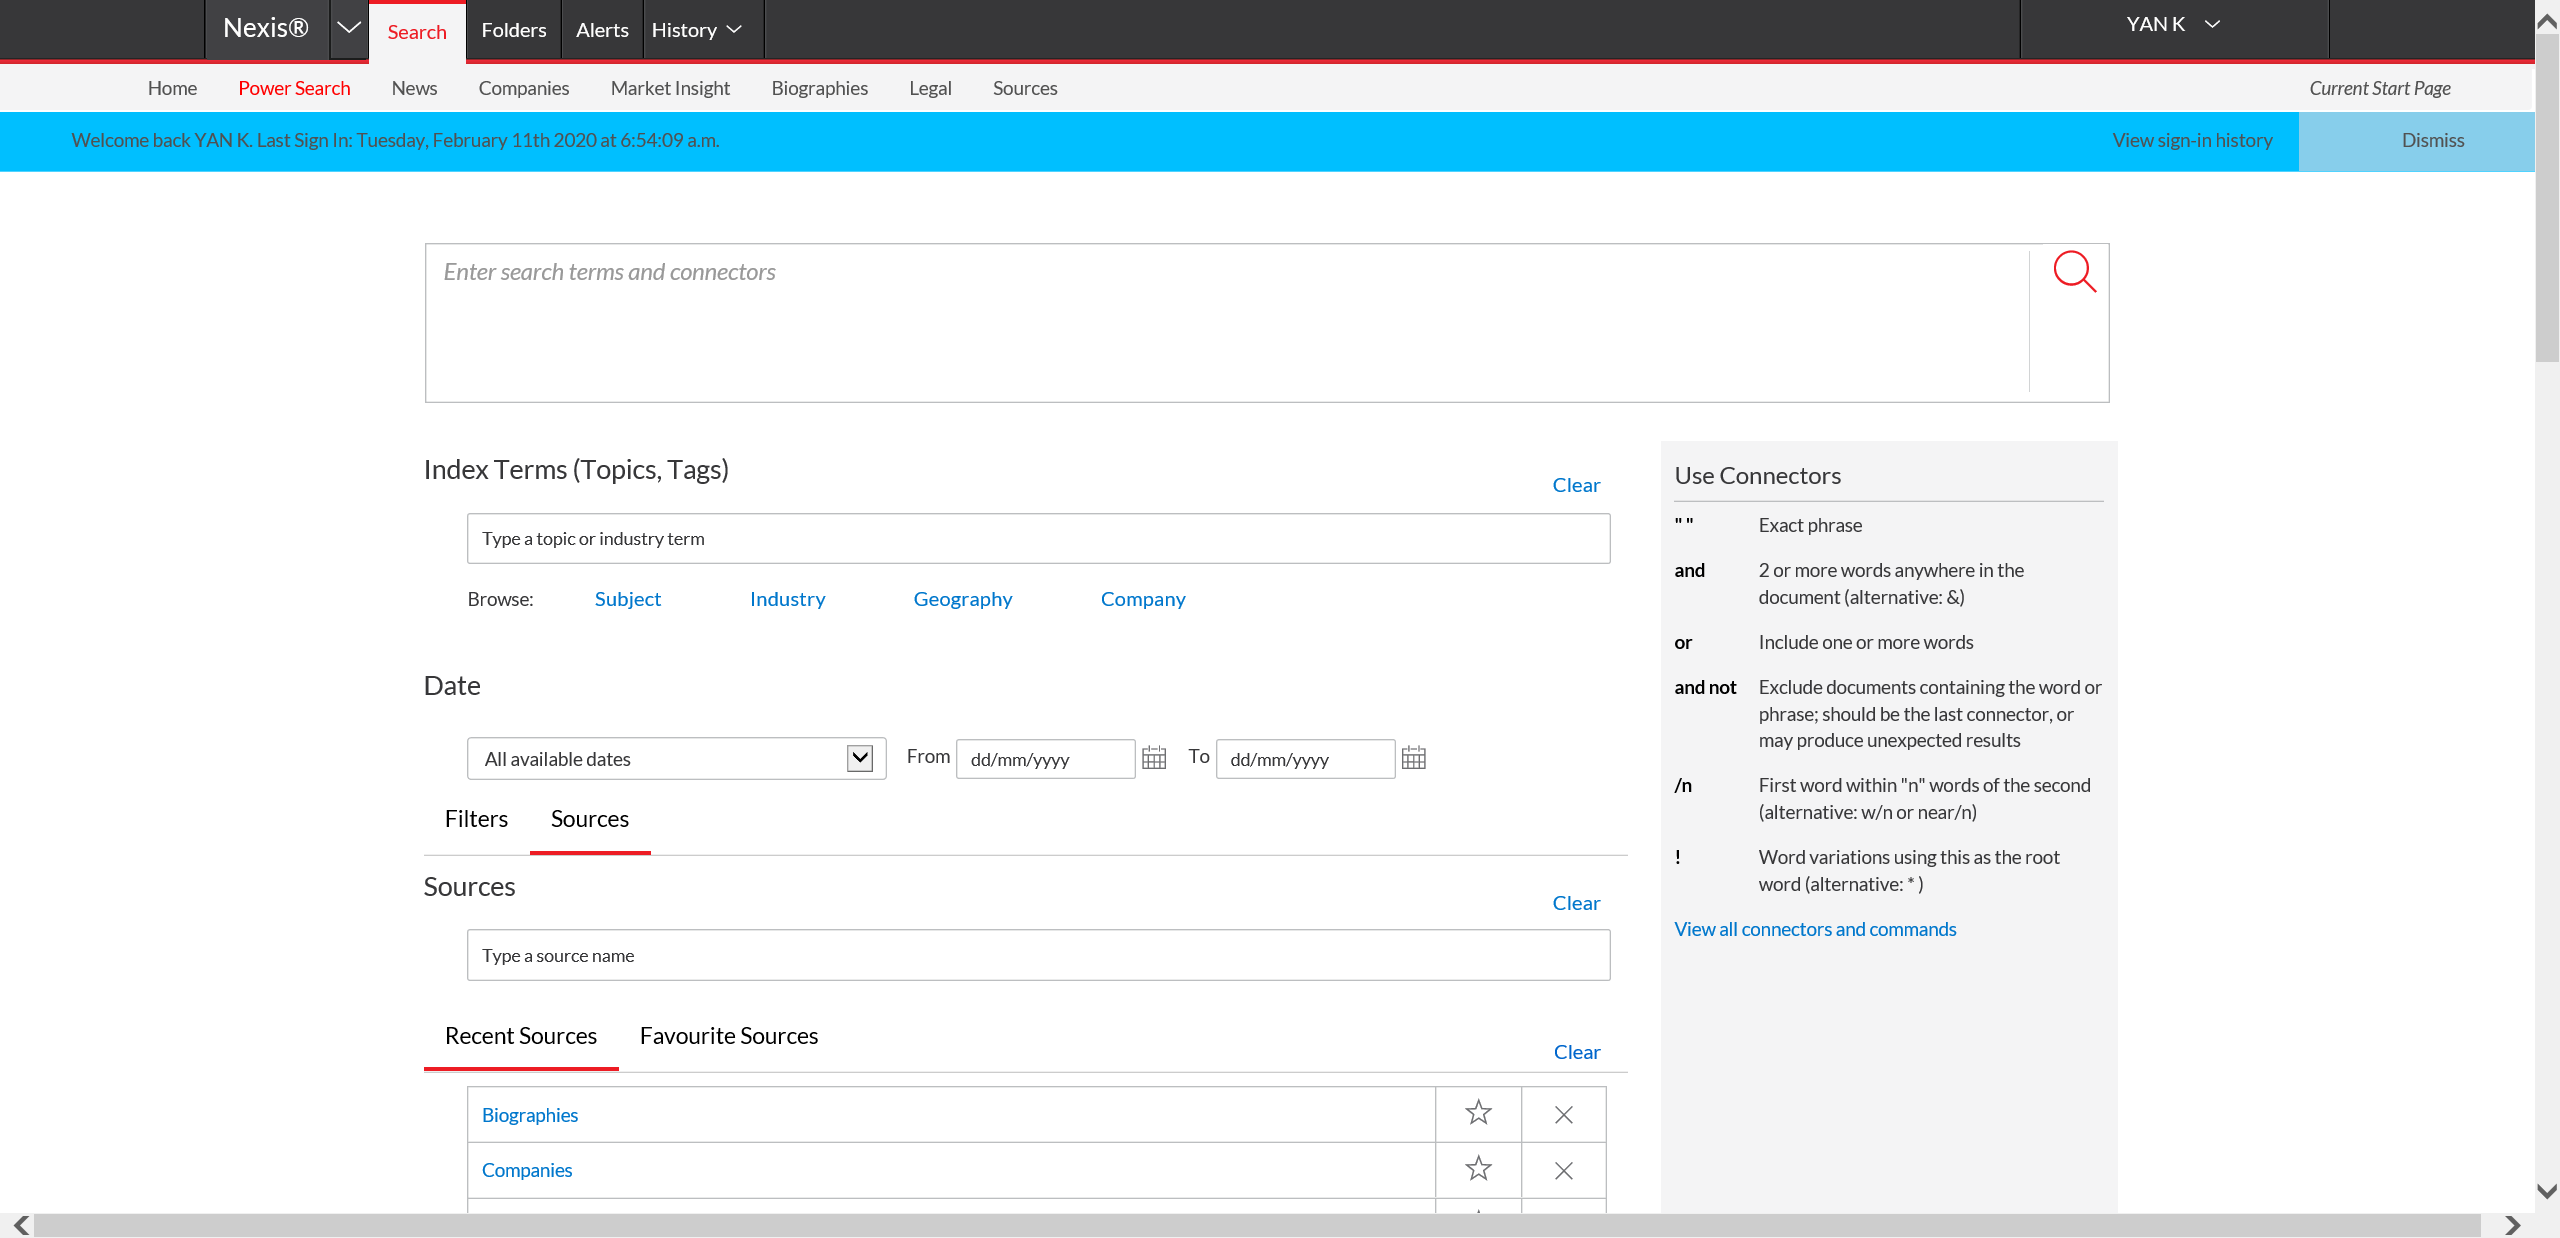 Nexis® Search Folders Alerts History YAN K
Home Power Search News Companies Market Insight Biographies Legal Sources Current Start Page
Welcome back YAN K. Last Sign In: Tuesday, February 11th 2020 at 6:54:09 a.m. View sign-in history Dismiss
Enter search terms and connectors
Index Terms (Topics, Tags)
Clear
Type a topic or industry term
Browse: Subject Industry Geography Company
Date
All available dates From dd/mm/yyyy To dd/mm/yyyy
Filters Sources
Sources
Clear
Type a source name
Recent Sources Favourite Sources
Clear
Biographies
Companies
Use Connectors
" " Exact phrase
and 2 or more words anywhere in the
document (alternative: &)
or Include one or more words
and not Exclude documents containing the word or
phrase; should be the last connector, or
may produce unexpected results
/n First word within "n" words of the second
(alternative: w/n or near/n)
! Word variations using this as the root
word (alternative: * )
View all connectors and commands